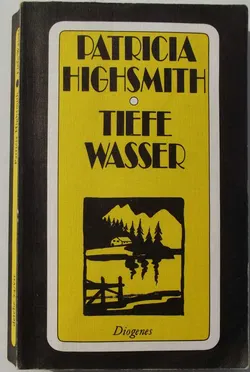 PATRICIA
HIGHSMITH
TIEFE
WASSER
Diogenes